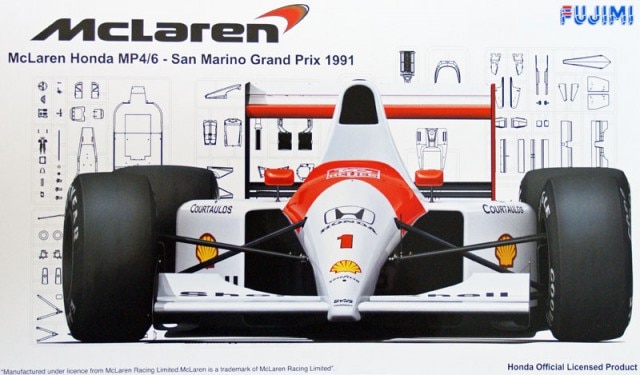 McLaren
FUJIMI
McLaren Honda MP4/6 - San Marino Grand Prix 1991
COURTAULDS
COURTAULDS
1
Shell
"Manufactured under licence from McLaren Racing Limited.McLaren is a trademark of McLaren Racing Limited".
Honda Official Licensed Product